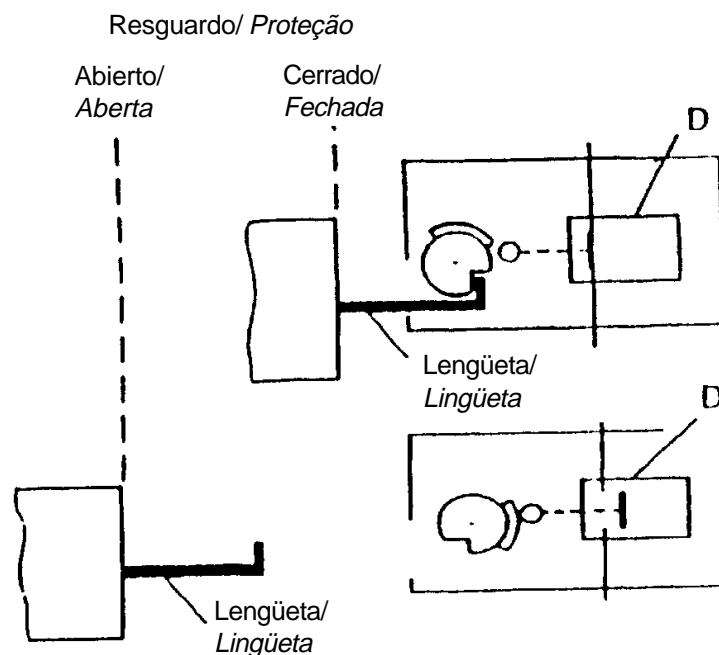 Resguardo/ Proteção
Abierto/
Aberta
Cerrado/
Fechada
D
Lengüeta/
Lingüeta
D
Lengüeta/
Lingüeta